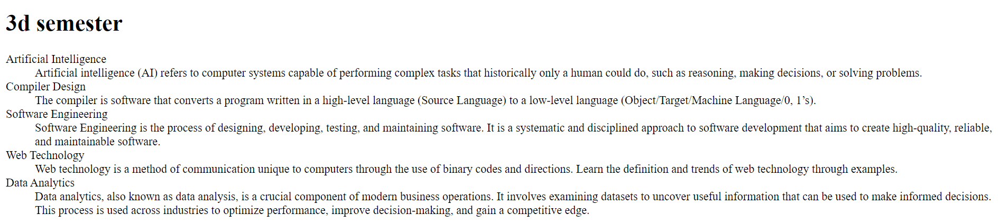 3d semester
Artificial Intelligence
Artificial intelligence (AI) refers to computer systems capable of performing complex tasks that historically only a human could do, such as reasoning, making decisions, or solving problems.
Compiler Design
The compiler is software that converts a program written in a high-level language (Source Language) to a low-level language (Object/Target/Machine Language/0, 1’s).
Software Engineering
Software Engineering is the process of designing, developing, testing, and maintaining software. It is a systematic and disciplined approach to software development that aims to create high-quality, reliable,
and maintainable software.
Web Technology
Web technology is a method of communication unique to computers through the use of binary codes and directions. Learn the definition and trends of web technology through examples.
Data Analytics
Data analytics, also known as data analysis, is a crucial component of modern business operations. It involves examining datasets to uncover useful information that can be used to make informed decisions.
This process is used across industries to optimize performance, improve decision-making, and gain a competitive edge.